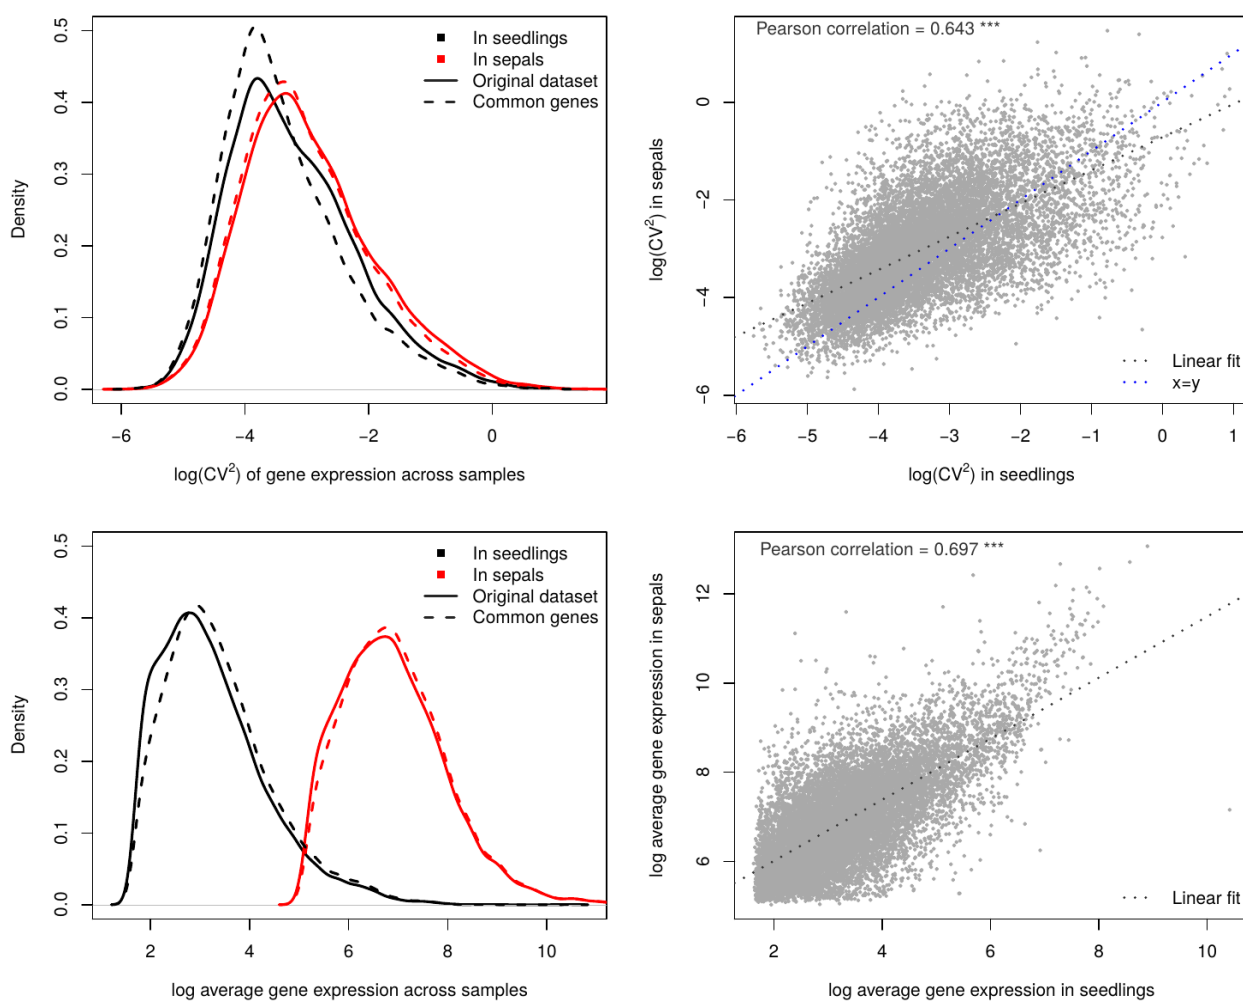 In seedlings
In sepals
Original dataset
Common genes
Density
0.0
0.1
0.2
0.3
0.4
0.5
−6
−4
−2
0
log(CV²) of gene expression across samples
Pearson correlation = 0.643 ***
log(CV²) in sepals
0
−2
−4
−6
Linear fit
x=y
−6
−5
−4
−3
−2
−1
0
1
log(CV²) in seedlings
In seedlings
In sepals
Original dataset
Common genes
Density
0.0
0.1
0.2
0.3
0.4
0.5
2
4
6
8
10
log average gene expression across samples
Pearson correlation = 0.697 ***
log average gene expression in sepals
12
10
8
6
Linear fit
2
4
6
8
10
log average gene expression in seedlings